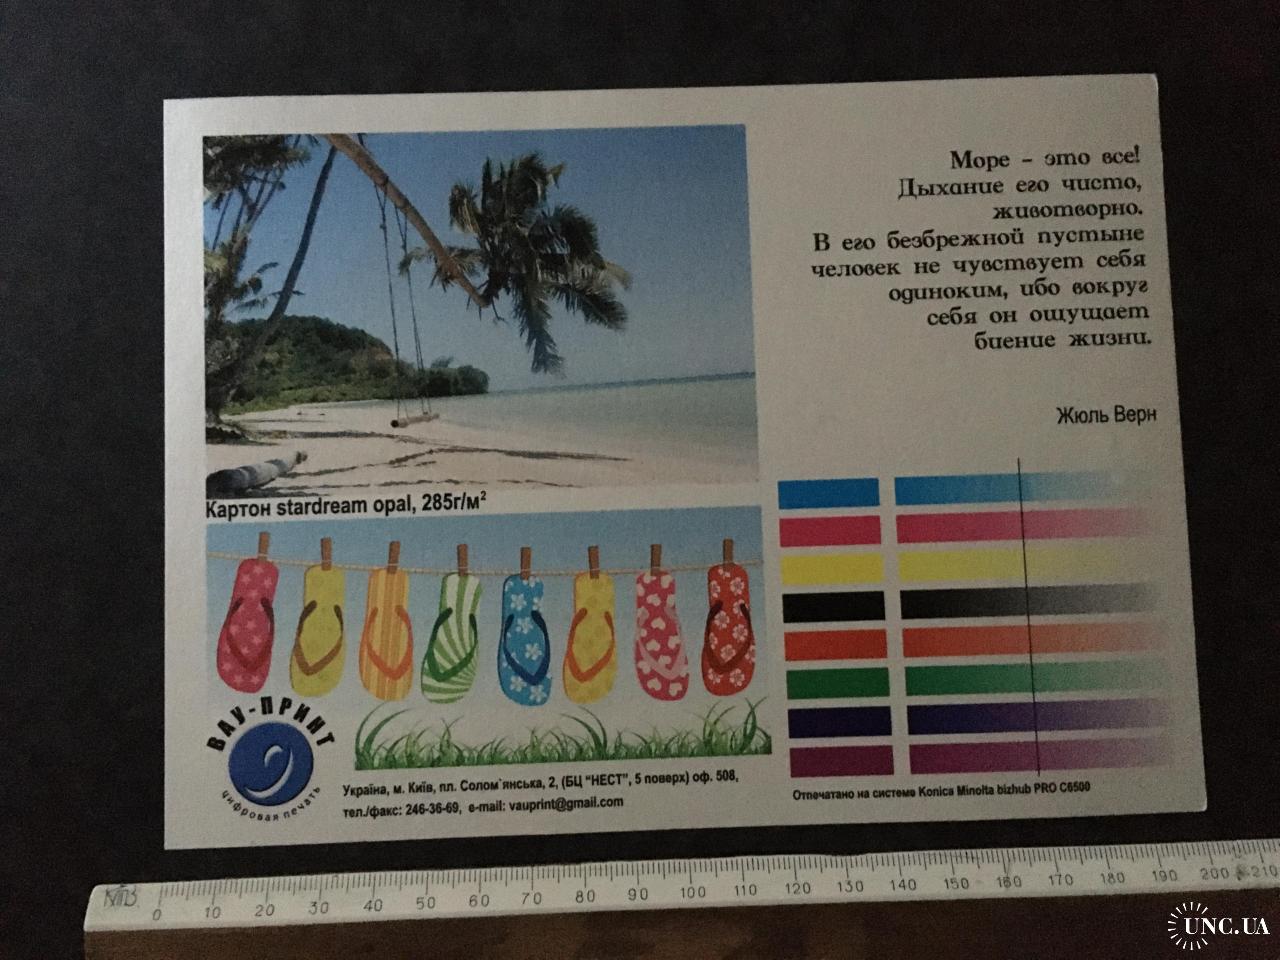 Море - это все!
Дыхание его чисто,
животворно.
В его безбрежной пустыне
человек не чувствует себя
одиноким, ибо вокруг
себя он ощущает
биение жизни.
Жюль Верн
Картон stardream opal, 285г/м²
ВАУ-ПРИНТ
цифровая печать
Україна, м. Київ, пл. Солом`янська, 2, (БЦ "НЕСТ", 5 поверх) оф. 508,
тел./факс: 246-36-69, e-mail: vauprint@gmail.com
Отпечатано на системе Konica Minolta bizhub PRO C6500
0 10 20 30 40 50 60 70 80 90 100 110 120 130 140 150 160 170 180 190 200 210
UNC.UA